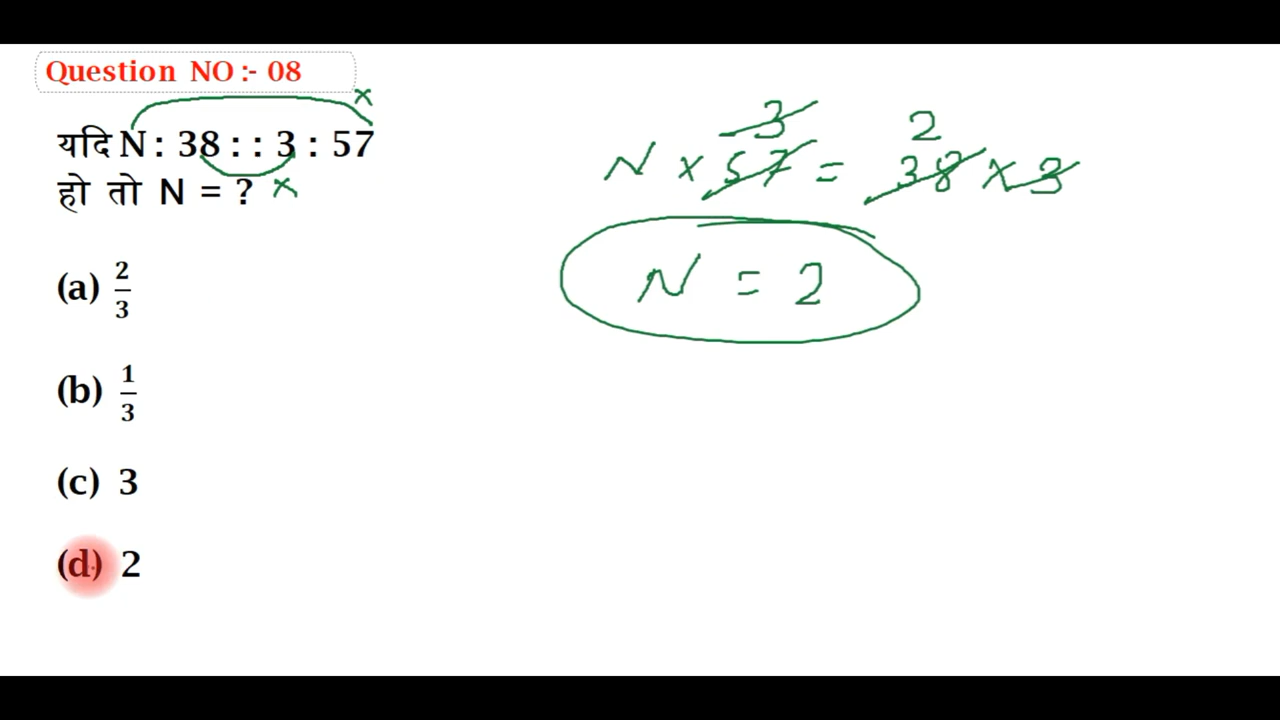 Question NO :- 08
यदि N : 38 : : 3 : 57
हो तो N = ?
(a) 2/3
(b) 1/3
(c) 3
(d) 2
x
x
3
2
N x 57 = 38 x 3
N = 2